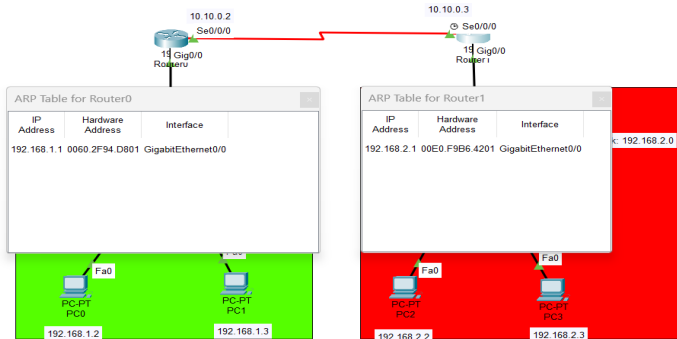 10.10.0.2
10.10.0.3
Se0/0/0
Se0/0/0
Gig0/0
Gig0/0
ARP Table for Router0
IP Address
Hardware Address
Interface
192.168.1.1 0060.2F94.D801 GigabitEthernet0/0
ARP Table for Router1
IP Address
Hardware Address
Interface
192.168.2.1 00E0.F9B6.4201 GigabitEthernet0/0
192.168.2.0
Fa0
Fa0
Fa0
PC-PT
PC0
PC-PT
PC1
PC-PT
PC2
PC-PT
PC3
192.168.1.2
192.168.1.3
192.168.2.2
192.168.2.3